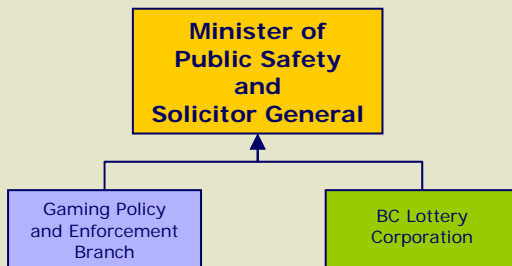 Minister of
Public Safety
and
Solicitor General
Gaming Policy
and Enforcement
Branch
BC Lottery
Corporation